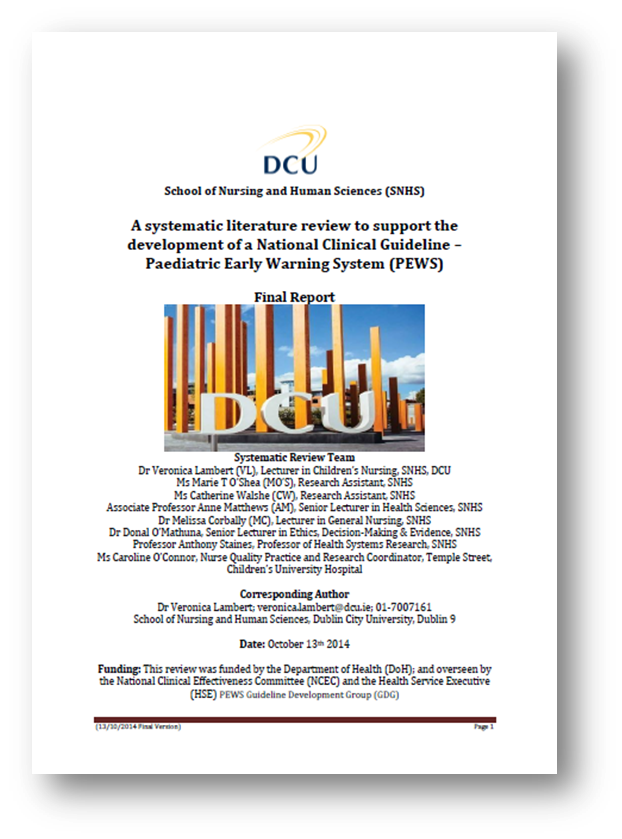 DCU
School of Nursing and Human Sciences (SNHS)
A systematic literature review to support the
development of a National Clinical Guideline –
Paediatric Early Warning System (PEWS)
Final Report
DCU
Systematic Review Team
Dr Veronica Lambert (VL), Lecturer in Children's Nursing, SNHS, DCU
Ms Marie T O'Shea (MO'S), Research Assistant, SNHS
Ms Catherine Walshe (CW), Research Assistant, SNHS
Associate Professor Anne Matthews (AM), Senior Lecturer in Health Sciences, SNHS
Dr Melissa Corbally (MC), Lecturer in General Nursing, SNHS
Dr Donal O'Mathuna, Senior Lecturer in Ethics, Decision-Making & Evidence, SNHS
Professor Anthony Staines, Professor of Health Systems Research, SNHS
Ms Caroline O'Connor, Nurse Quality Practice and Research Coordinator, Temple Street,
Children's University Hospital
Corresponding Author
Dr Veronica Lambert; veronica.lambert@dcu.ie; 01-7007161
School of Nursing and Human Sciences, Dublin City University, Dublin 9
Date: October 13th 2014
Funding: This review was funded by the Department of Health (DoH); and overseen by
the National Clinical Effectiveness Committee (NCEC) and the Health Service Executive
(HSE) PEWS Guideline Development Group (GDG)
(13/10/2014 Final Version) Page 1